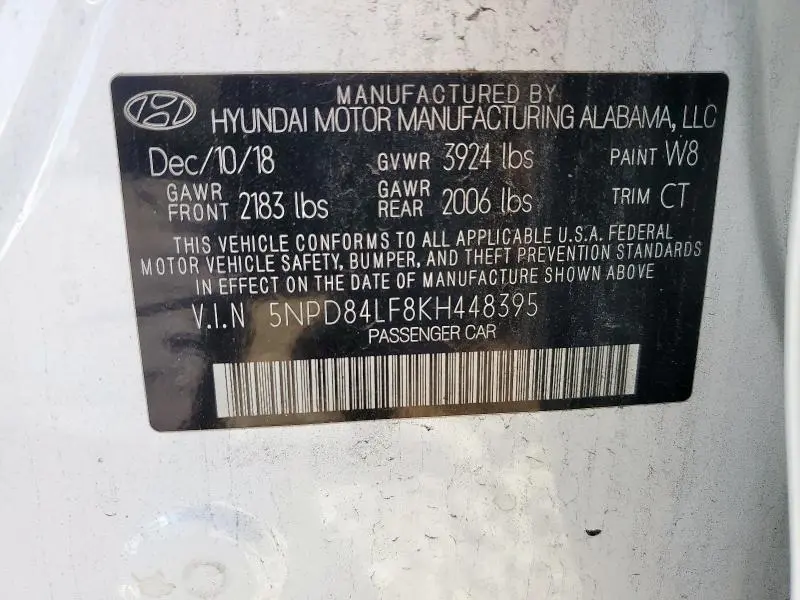 MANUFACTURED BY
HYUNDAI MOTOR MANUFACTURING ALABAMA, LLC
Dec/10/18 GVWR 3924 lbs PAINT W8
GAWR FRONT 2183 lbs GAWR REAR 2006 lbs TRIM CT
THIS VEHICLE CONFORMS TO ALL APPLICABLE U.S.A. FEDERAL
MOTOR VEHICLE SAFETY, BUMPER, AND THEFT PREVENTION STANDARDS
IN EFFECT ON THE DATE OF MANUFACTURE SHOWN ABOVE
V.I.N 5NPD84LF8KH448395
PASSENGER CAR